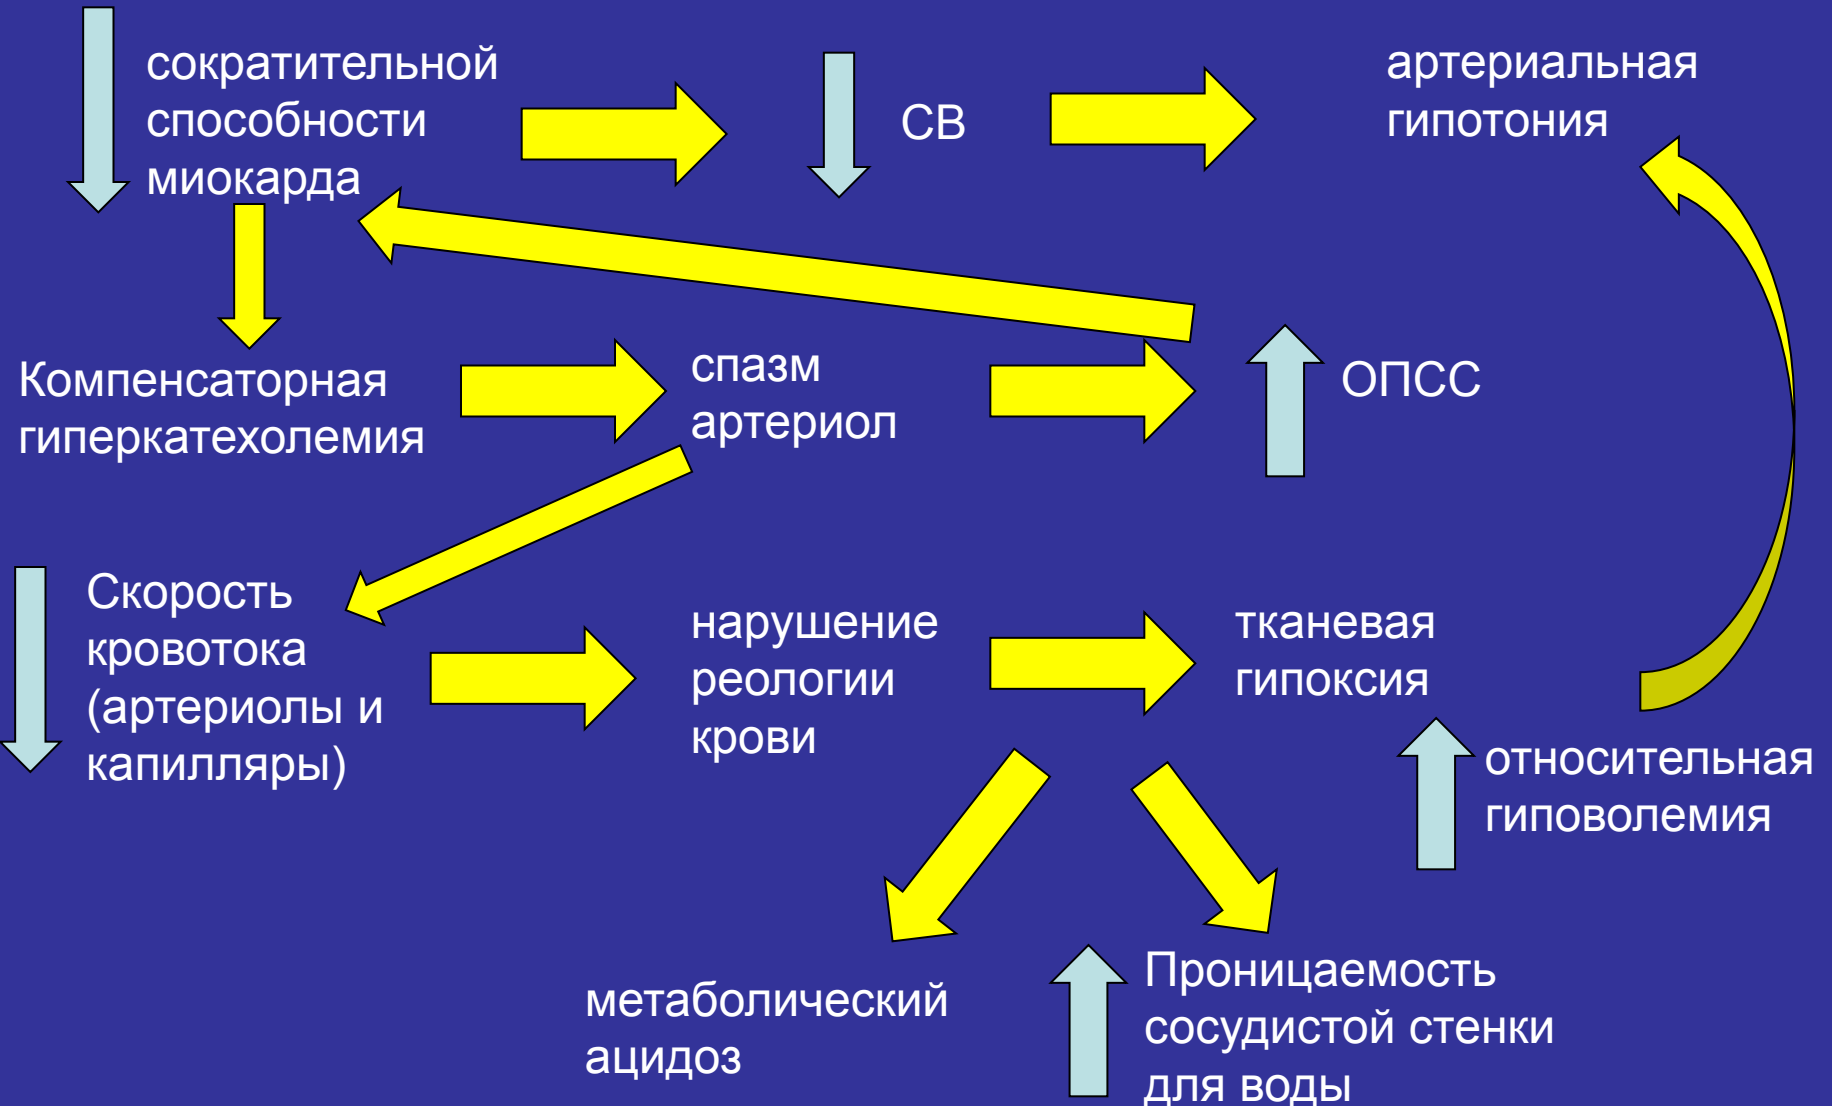 сократительной
способности
миокарда
СВ
артериальная
гипотония
Компенсаторная
гиперкатехолемия
спазм
артериол
ОПСС
Скорость
кровотока
(артериолы и
капилляры)
нарушение
реологии
крови
тканевая
гипоксия
относительная
гиповолемия
метаболический
ацидоз
Проницаемость
сосудистой стенки
для воды